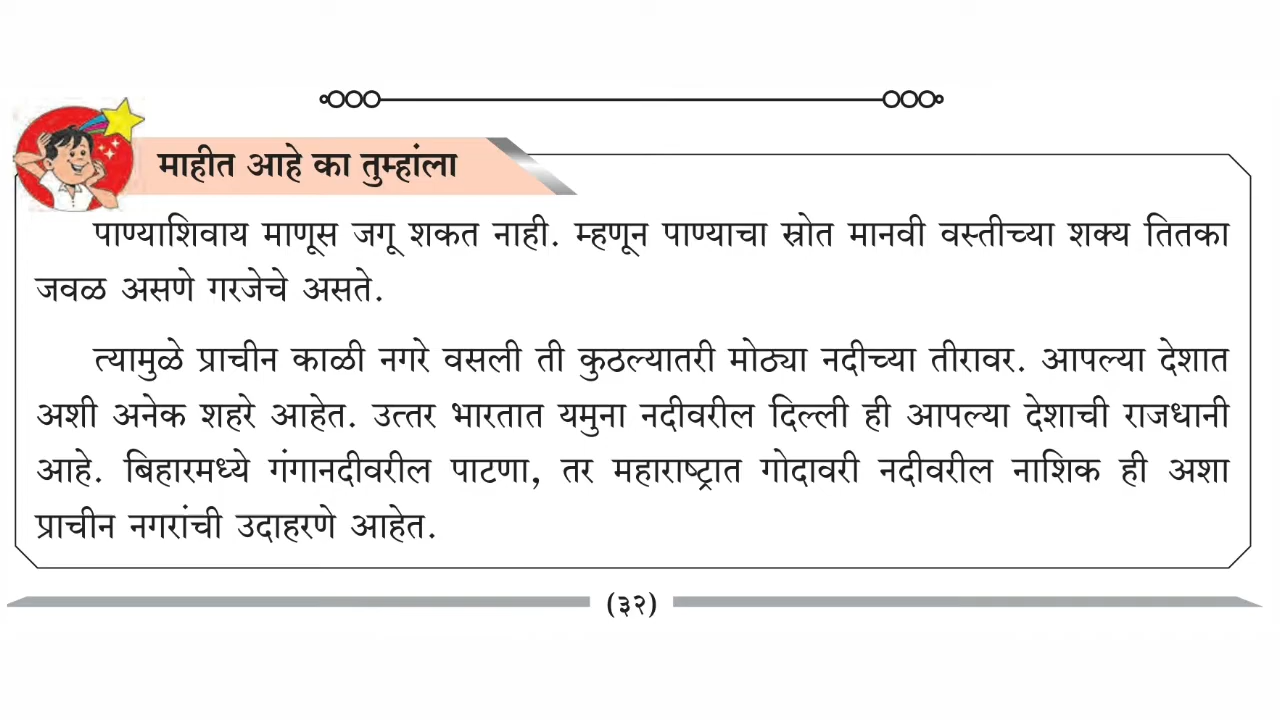 माहीत आहे का तुम्हांला
पाण्याशिवाय माणूस जगू शकत नाही. म्हणून पाण्याचा स्रोत मानवी वस्तीच्या शक्य तितका
जवळ असणे गरजेचे असते.
त्यामुळे प्राचीन काळी नगरे वसली ती कुठल्यातरी मोठ्या नदीच्या तीरावर. आपल्या देशात
अशी अनेक शहरे आहेत. उत्तर भारतात यमुना नदीवरील दिल्ली ही आपल्या देशाची राजधानी
आहे. बिहारमध्ये गंगानदीवरील पाटणा, तर महाराष्ट्रात गोदावरी नदीवरील नाशिक ही अशा
प्राचीन नगरांची उदाहरणे आहेत.
(३२)